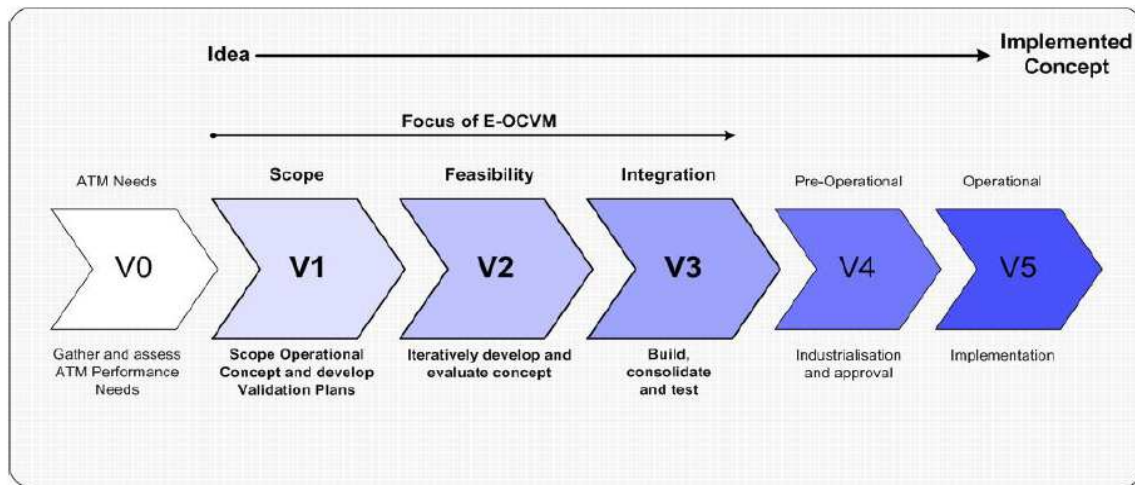 Idea
Implemented
Concept
Focus of E-OCVM
ATM Needs
Scope
Feasibility
Integration
Pre-Operational
Operational
V0
V1
V2
V3
V4
V5
Gather and assess
ATM Performance
Needs
Scope Operational
Concept and develop
Validation Plans
Iteratively develop and
evaluate concept
Build,
consolidate
and test
Industrialisation
and approval
Implementation